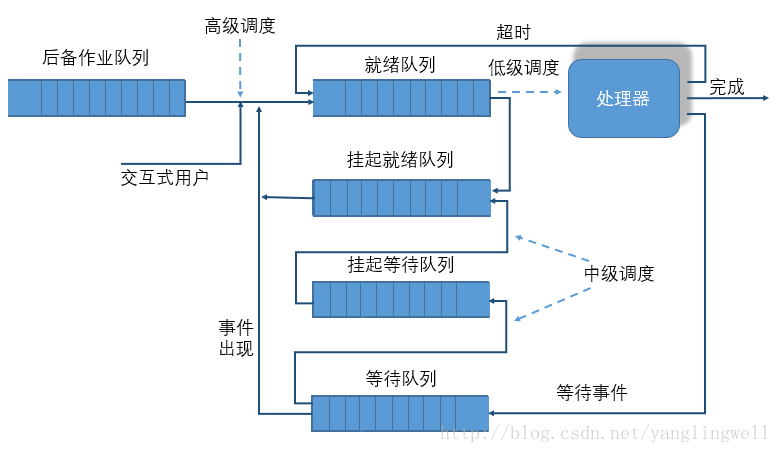 高级调度
超时
后备作业队列
就绪队列
低级调度
处理器
完成
交互式用户
挂起就绪队列
挂起等待队列
中级调度
事件
出现
等待队列
等待事件
http://blog.csdn.net/yanglingwell